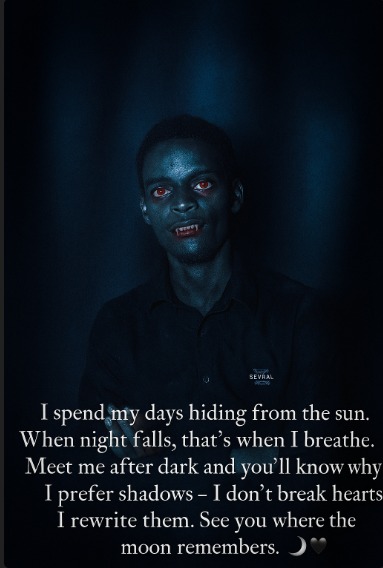 SEVRAL
I spend my days hiding from the sun.
When night falls, that’s when I breathe.
Meet me after dark and you’ll know why
I prefer shadows – I don’t break hearts
I rewrite them. See you where the
moon remembers. 🌙🖤